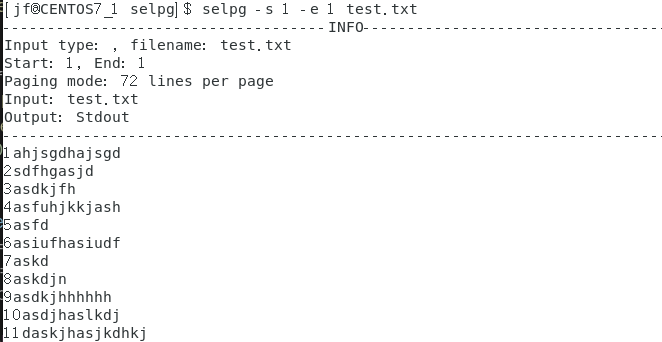 [jf@CENTOS7_1 selpg]$ selpg -s 1 -e 1 test.txt
------------------------------------INFO---------------------------------
Input type: , filename: test.txt
Start: 1, End: 1
Paging mode: 72 lines per page
Input: test.txt
Output: Stdout
-------------------------------------------------------------------------
1ahjsgdhajsgd
2sdfhgasjd
3asdkjfh
4asfuhjkkjash
5asfd
6asiufhasiudf
7askd
8askdjn
9asdkjhhhhhh
10asdjhaslkdj
11daskjhasjkdhkj